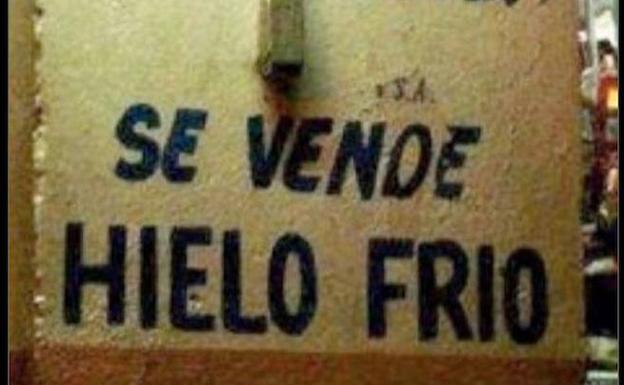 S.A.
SE VENDE
HIELO FRIO